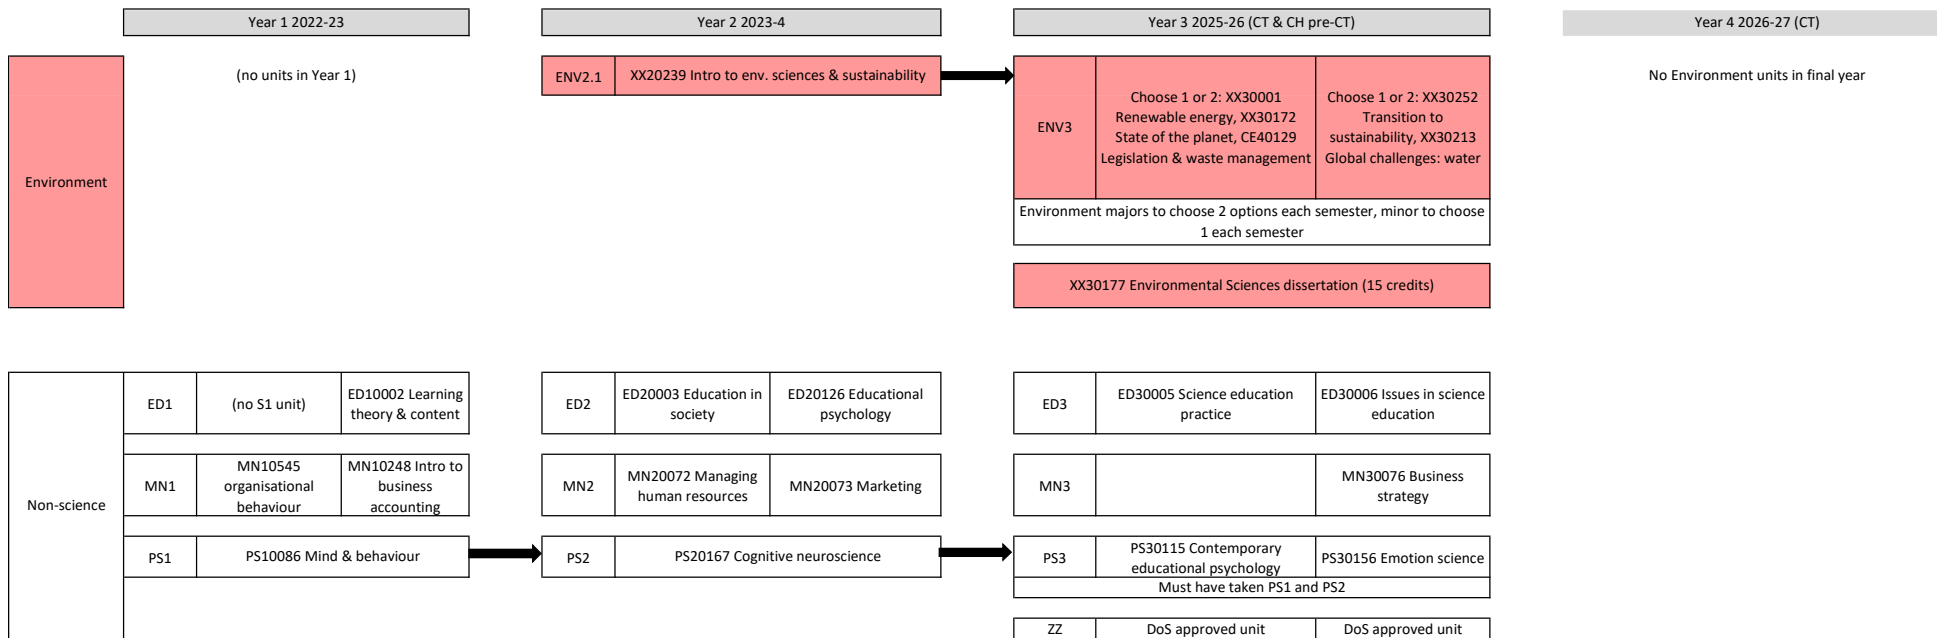 Year 1 2022-23
Year 2 2023-4
Year 3 2025-26 (CT & CH pre-CT)
Year 4 2026-27 (CT)
Environment
(no units in Year 1)
ENV2.1
XX20239 Intro to env. sciences & sustainability
ENV3
Choose 1 or 2: XX30001
Renewable energy, XX30172
State of the planet, CE40129
Legislation & waste management
Choose 1 or 2: XX30252
Transition to
sustainability, XX30213
Global challenges: water
No Environment units in final year
Environment majors to choose 2 options each semester, minor to choose
1 each semester
XX30177 Environmental Sciences dissertation (15 credits)
Non-science
ED1
(no S1 unit)
ED10002 Learning
theory & content
ED2
ED20003 Education in
society
ED20126 Educational
psychology
ED3
ED30005 Science education
practice
ED30006 Issues in science
education
MN1
MN10545
organisational
behaviour
MN10248 Intro to
business
accounting
MN2
MN20072 Managing
human resources
MN20073 Marketing
MN3
MN30076 Business
strategy
PS1
PS10086 Mind & behaviour
PS2
PS20167 Cognitive neuroscience
PS3
PS30115 Contemporary
educational psychology
PS30156 Emotion science
Must have taken PS1 and PS2
ZZ
DoS approved unit
DoS approved unit